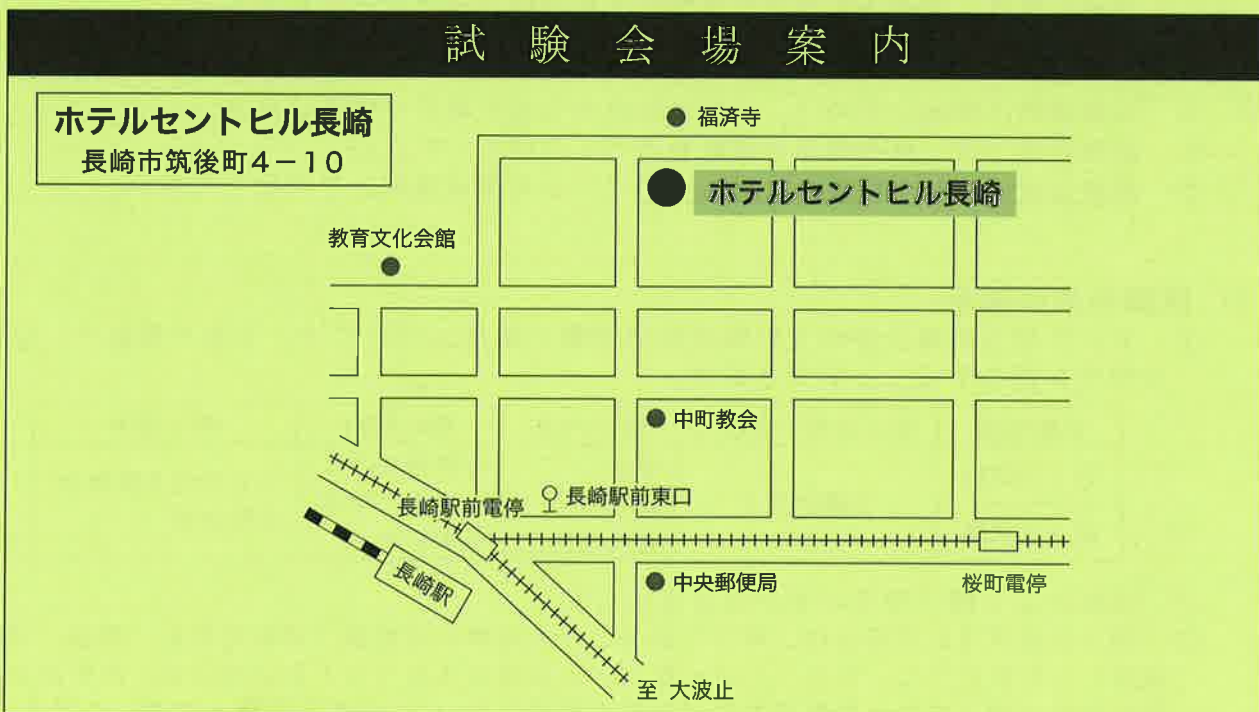 試験会場案内
ホテルセントヒル長崎
長崎市筑後町4－10
福済寺
ホテルセントヒル長崎
教育文化会館
中町教会
長崎駅前東口
長崎駅前電停
長崎駅
中央郵便局
桜町電停
至 大波止